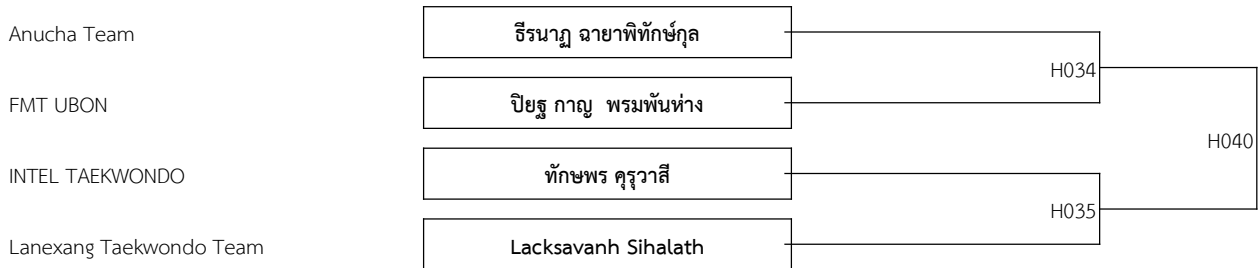 Anucha Team ธีรนาฏ ฉายาพิทักษ์กุล
H034
FMT UBON ปิยฐ กาญ พรมพันห่าง
H040
INTEL TAEKWONDO ทักษพร คุรุวาสี
H035
Lanexang Taekwondo Team Lacksavanh Sihalath